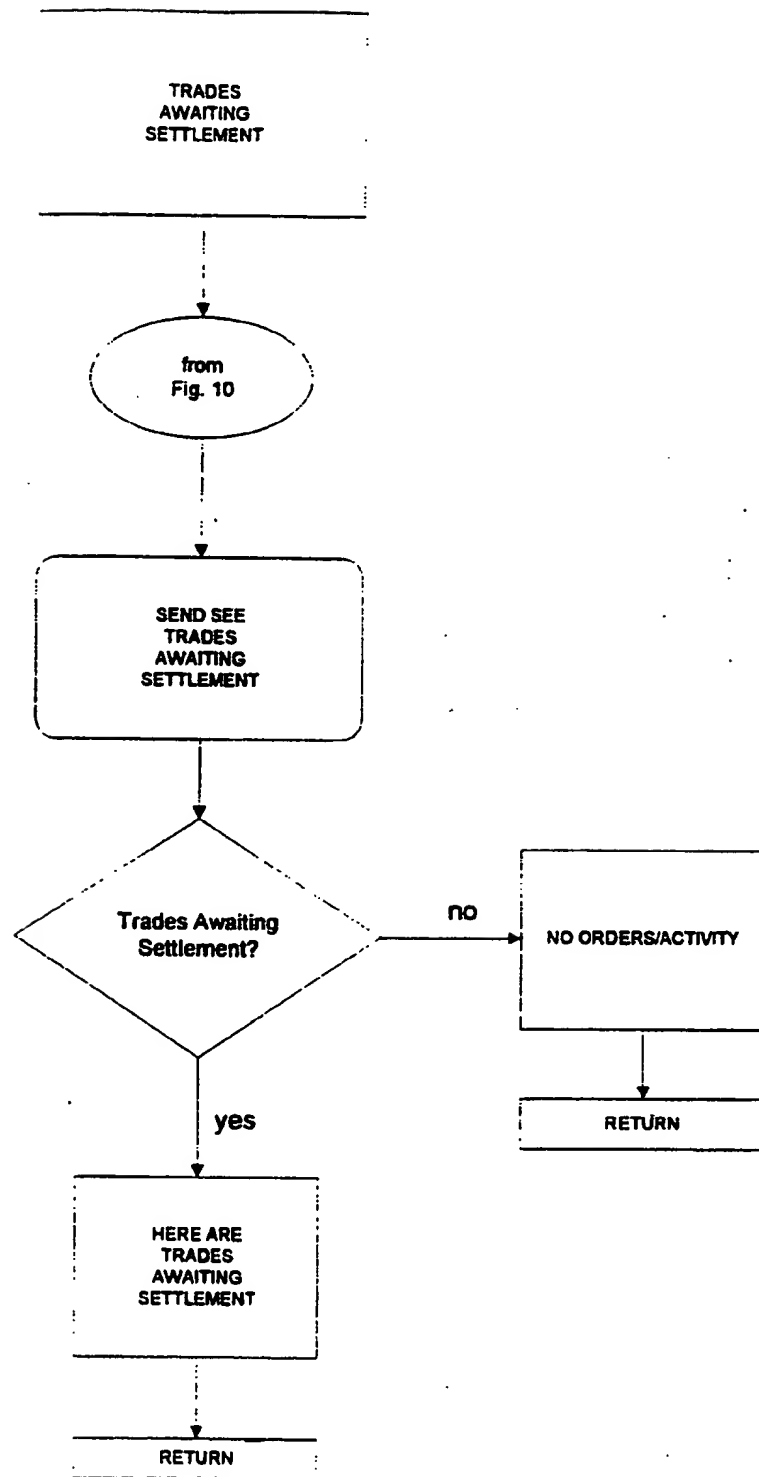 TRADES
AWAITING
SETTLEMENT
from
Fig. 10
SEND SEE
TRADES
AWAITING
SETTLEMENT
Trades Awaiting
Settlement?
no
NO ORDERS/ACTIVITY
RETURN
yes
HERE ARE
TRADES
AWAITING
SETTLEMENT
RETURN